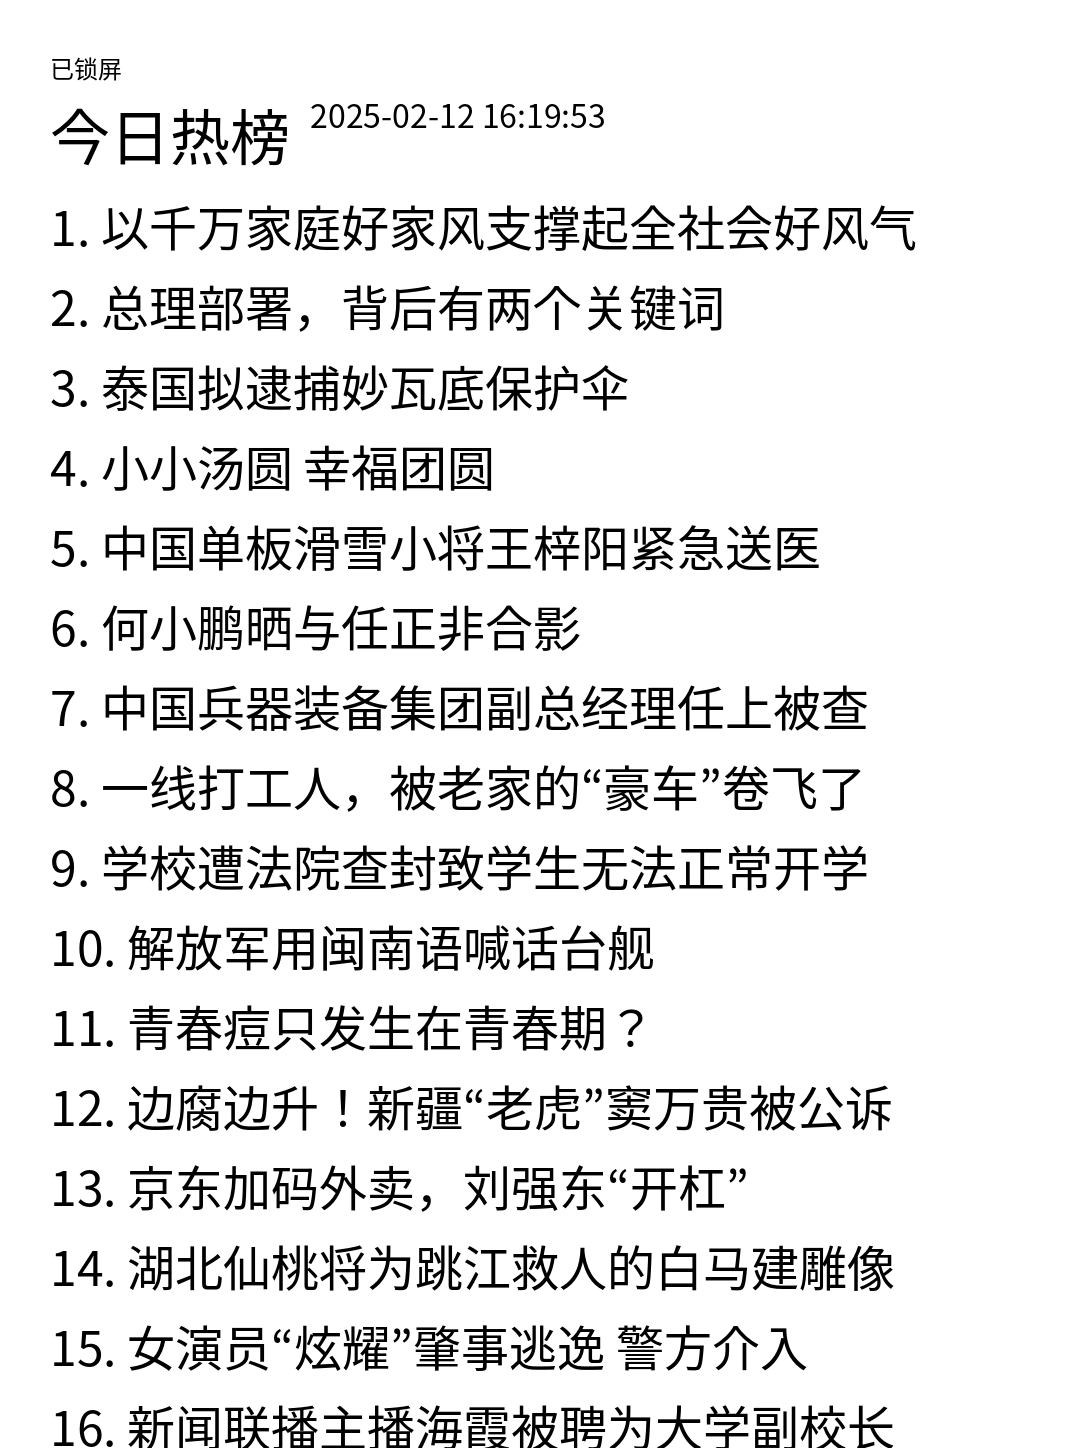 已锁屏
今日热榜 2025-02-12 16:19:53
1. 以千万家庭好家风支撑起全社会好风气
2. 总理部署，背后有两个关键词
3. 泰国拟逮捕妙瓦底保护伞
4. 小小汤圆 幸福团圆
5. 中国单板滑雪小将王梓阳紧急送医
6. 何小鹏晒与任正非合影
7. 中国兵器装备集团副总经理任上被查
8. 一线打工人，被老家的“豪车”卷飞了
9. 学校遭法院查封致学生无法正常开学
10. 解放军用闽南语喊话台舰
11. 青春痘只发生在青春期？
12. 边腐边升！新疆“老虎”窦万贵被公诉
13. 京东加码外卖，刘强东“开杠”
14. 湖北仙桃将为跳江救人的白马建雕像
15. 女演员“炫耀”肇事逃逸 警方介入
16. 新闻联播主播海霞被聘为大学副校长